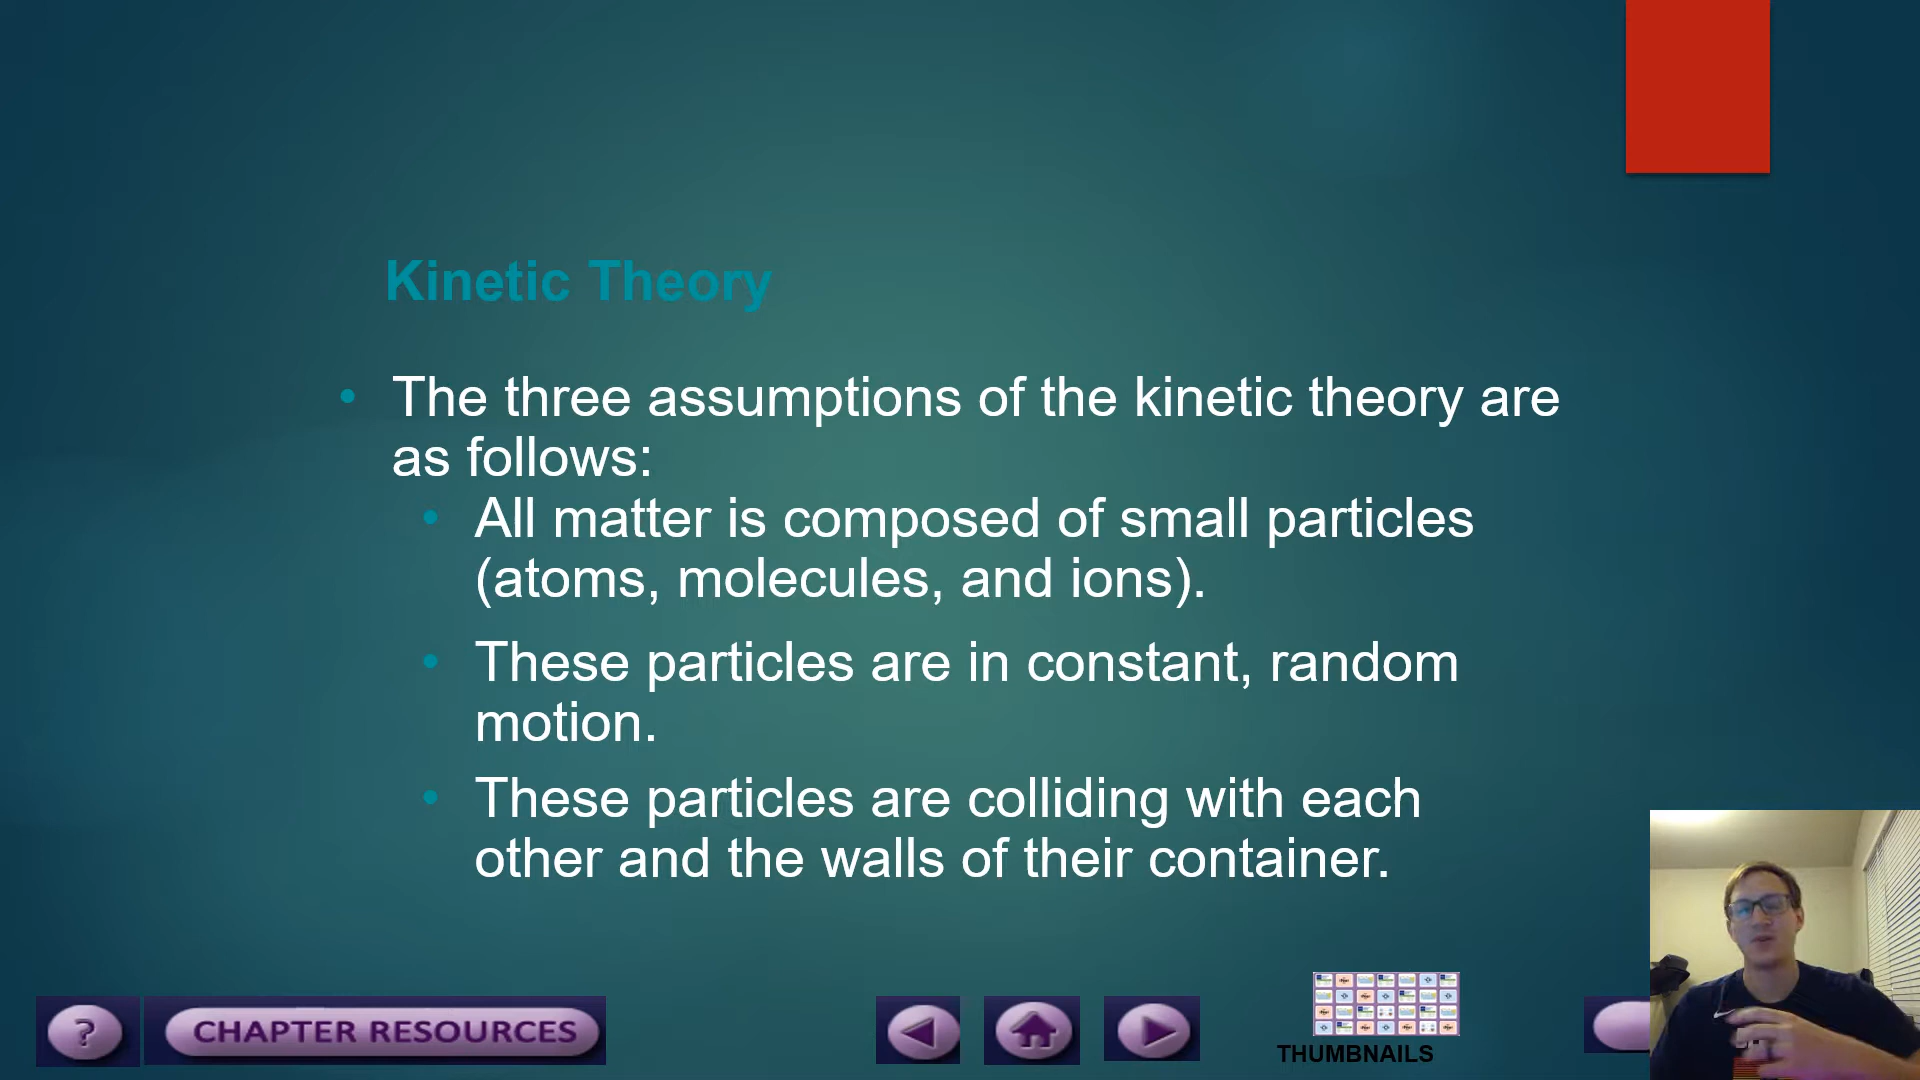 Kinetic Theory
• The three assumptions of the kinetic theory are
as follows:
• All matter is composed of small particles
(atoms, molecules, and ions).
• These particles are in constant, random
motion.
• These particles are colliding with each
other and the walls of their container.
?
CHAPTER RESOURCES
THUMBNAILS